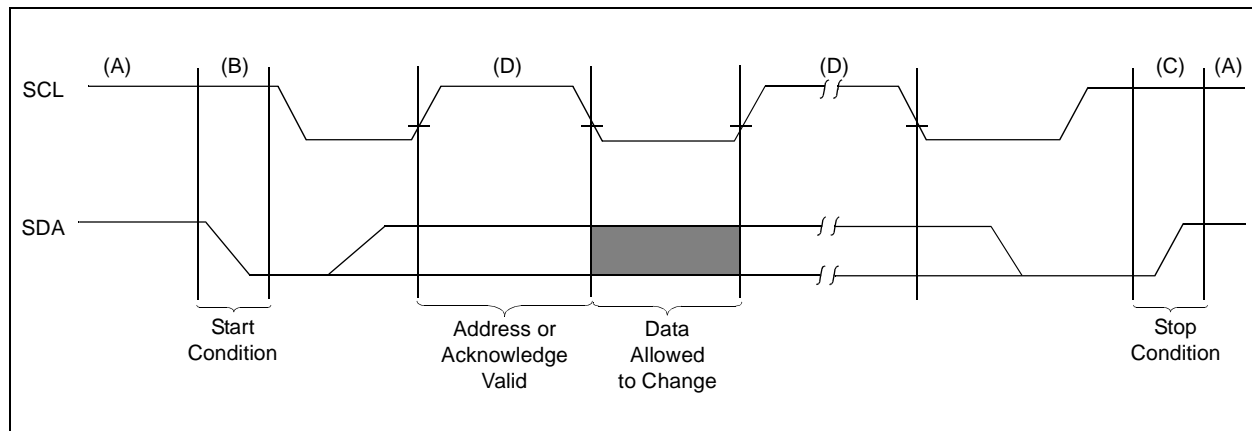 (A) (B) (D) (D) (C) (A)
SCL
SDA
Start
Condition
Address or
Acknowledge
Valid
Data
Allowed
to Change
Stop
Condition